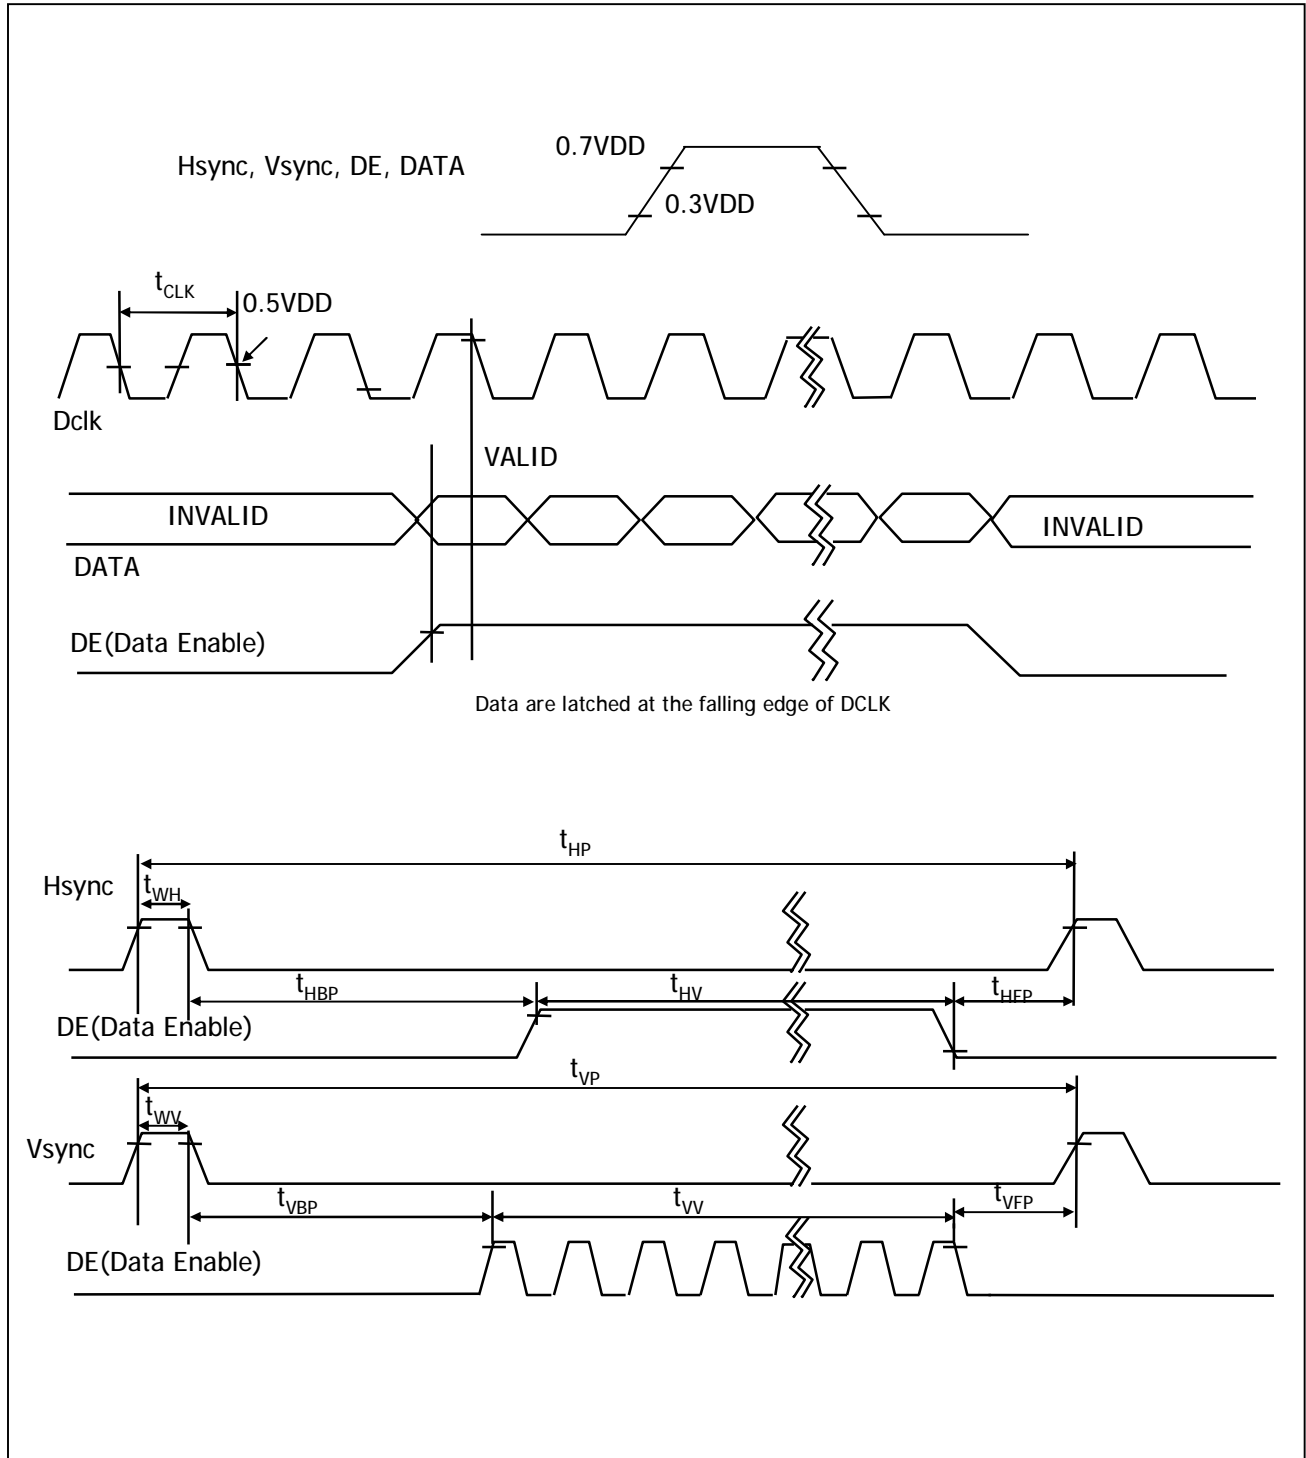 0.7VDD
Hsync, Vsync, DE, DATA
0.3VDD
tCLK
0.5VDD
Dclk
VALID
INVALID
INVALID
DATA
DE(Data Enable)
Data are latched at the falling edge of DCLK
tHP
Hsync
tWH
tHBP
tHV
tHFP
DE(Data Enable)
tVP
tWV
Vsync
tVBP
tVV
tVFP
DE(Data Enable)